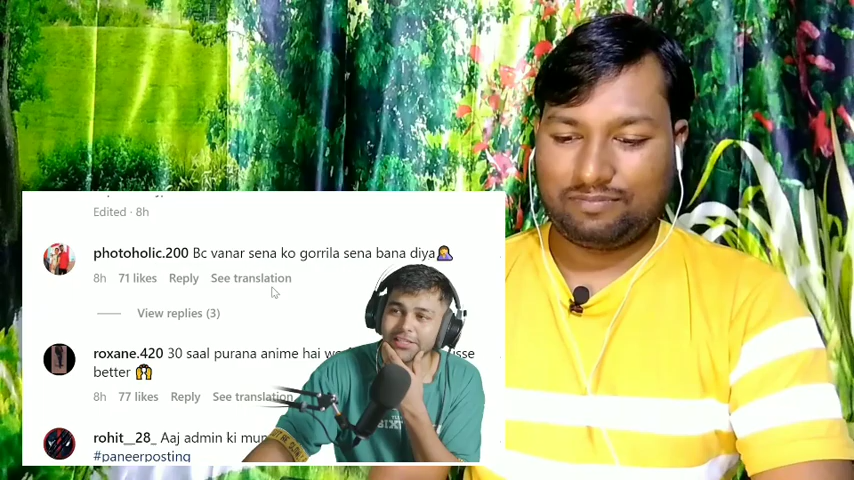 Edited · 8h
photoholic.200 Bc vanar sena ko gorrila sena bana diya🤦‍♀️
8h 71 likes Reply See translation
View replies (3)
roxane.420 30 saal purana anime hai
better 🙌
8h 77 likes Reply See translation
rohit__28_ Aaj admin ki
#paneerposting